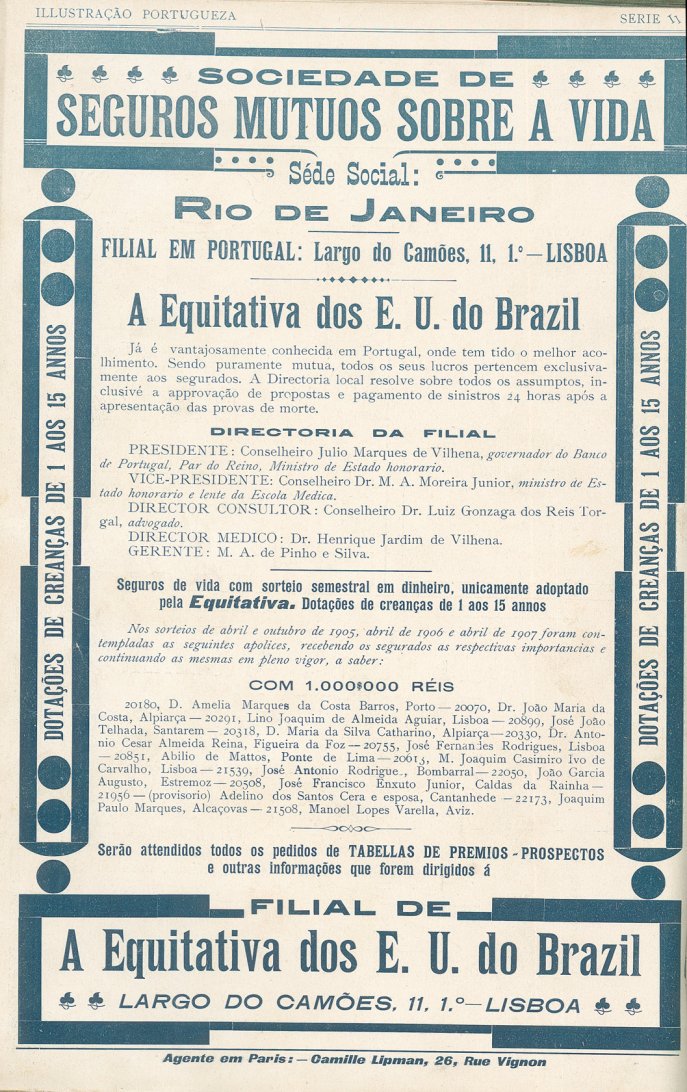 ILLUSTRAÇÃO PORTUGUEZA
SERIE
SOCIEDADE DE
SEGUROS MUTUOS SOBRE A VIDA
Séde Social:
RIO DE JANEIRO
FILIAL EM PORTUGAL: Largo do Camões, 11, 1.º—LISBOA
A Equitativa dos E. U. do Brazil
Já é vantajosamente conhecida em Portugal, onde tem tido o melhor aco-
lhimento. Sendo puramente mutua, todos os seus lucros pertencem exclusiva-
mente aos segurados. A Directoria local resolve sobre todos os assumptos, in-
clusivé a approvação de propostas e pagamento de sinistros 24 horas após a
apresentação das provas de morte.
DIRECTORIA DA FILIAL
PRESIDENTE: Conselheiro Julio Marques de Vilhena, governador do Banco
de Portugal, Par do Reino, Ministro de Estado honorario.
VICE-PRESIDENTE: Conselheiro Dr. M. A. Moreira Junior, ministro de Es-
tado honorario e lente da Escola Medica.
DIRECTOR CONSULTOR: Conselheiro Dr. Luiz Gonzaga dos Reis Tor-
gal, advogado.
DIRECTOR MEDICO: Dr. Henrique Jardim de Vilhena.
GERENTE: M. A. de Pinho e Silva.
Seguros de vida com sorteio semestral em dinheiro, unicamente adoptado
pela Equitativa. Dotações de creanças de 1 aos 15 annos
Nos sorteios de abril e outubro de 1905, abril de 1906 e abril de 1907 foram con-
templadas as seguintes apolices, recebendo os segurados as respectivas importancias e
continuando as mesmas em pleno vigor, a saber:
COM 1.000$000 RÉIS
20180, D. Amelia Marques da Costa Barros, Porto—20070, Dr. João Maria da
Costa, Alpiarça—20291, Lino Joaquim de Almeida Aguiar, Lisboa—20899, José João
Telhada, Santarem—20318, D. Maria da Silva Catharino, Alpiarça—20330, Dr. Anto-
nio Cesar Almeida Reina, Figueira da Foz—20755, José Fernandes Rodrigues, Lisboa
—20851, Abilio de Mattos, Ponte de Lima—20613, M. Joaquim Casimiro Ivo de
Carvalho, Lisboa—21539, José Antonio Rodrigue., Bombarral—22050, João Garcia
Augusto, Estremoz—20508, José Francisco Enxuto Junior, Caldas da Rainha—
21956—(provisorio) Adelino dos Santos Cera e esposa, Cantanhede—22173, Joaquim
Paulo Marques, Alcaçovas—21508, Manoel Lopes Varella, Aviz.
Serão attendidos todos os pedidos de TABELLAS DE PREMIOS-PROSPECTOS
e outras informações que forem dirigidos á
FILIAL DE
A Equitativa dos E. U. do Brazil
LARGO DO CAMÕES, 11, 1.º—LISBOA
Agente em Paris:—Camille Lipman, 26, Rue Vignon
DOTAÇÕES DE CREANÇAS DE 1 AOS 15 ANNOS
DOTAÇÕES DE CREANÇAS DE 1 AOS 15 ANNOS